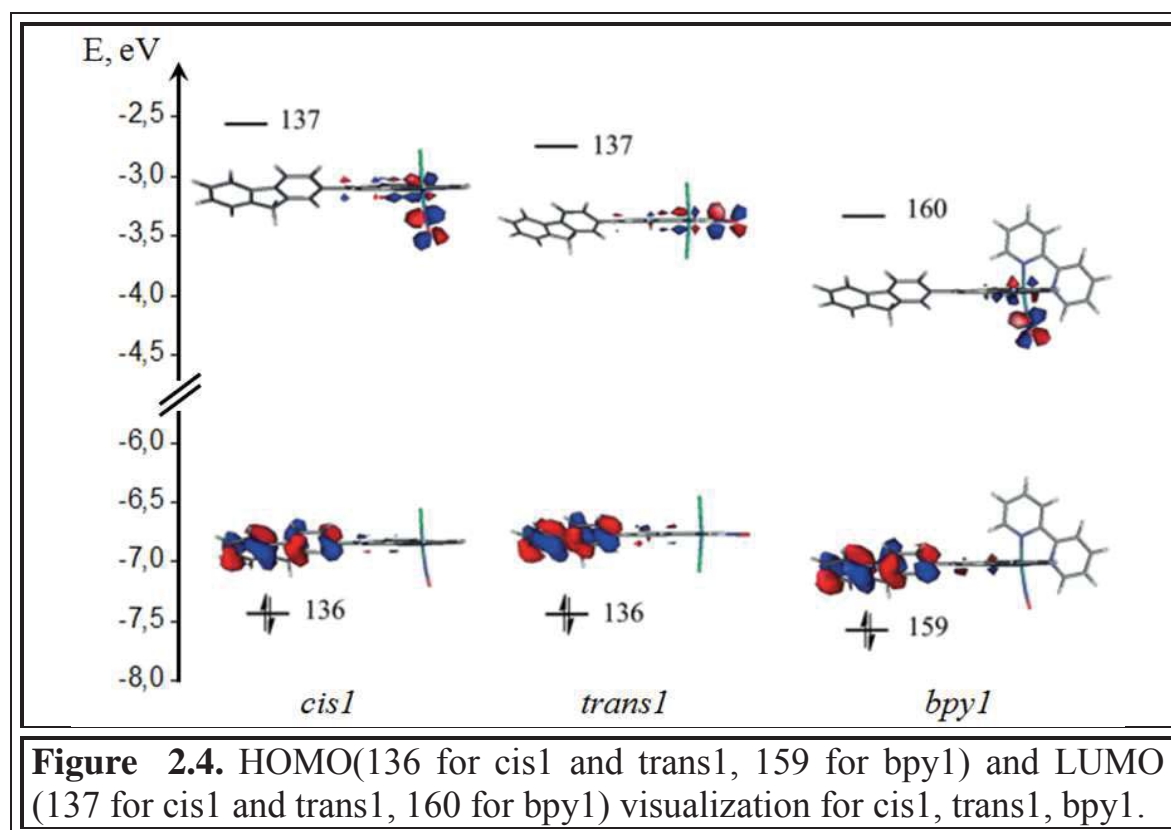 E, eV
-2,5
-3,0
-3,5
-4,0
-4,5
-6,0
-6,5
-7,0
-7,5
-8,0
137
137
160
136
136
159
cis1
trans1
bpy1
Figure 2.4. HOMO(136 for cis1 and trans1, 159 for bpy1) and LUMO
(137 for cis1 and trans1, 160 for bpy1) visualization for cis1, trans1, bpy1.